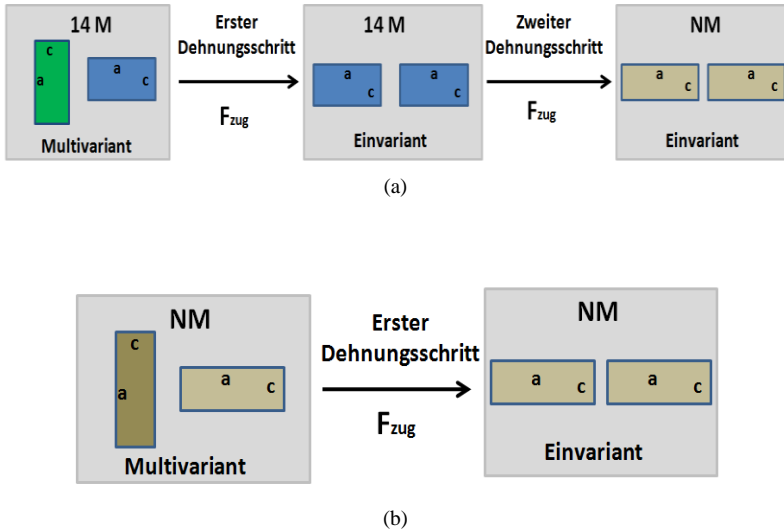 14 M
c
a
a
c
Multivariant
Erster
Dehnungsschritt
Fzug
14 M
a
c
a
c
Einvariant
Zweiter
Dehnungsschritt
Fzug
NM
a
c
a
c
Einvariant
(a)
NM
c
a
a
c
Multivariant
Erster
Dehnungsschritt
Fzug
NM
a
c
a
c
Einvariant
(b)